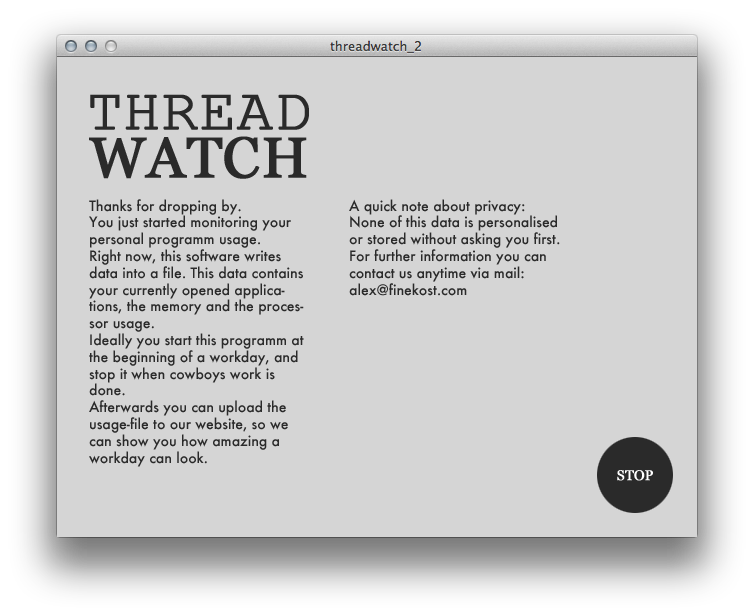 threadwatch_2
THREAD
WATCH
Thanks for dropping by.
You just started monitoring your
personal programm usage.
Right now, this software writes
data into a file. This data contains
your currently opened applica-
tions, the memory and the proces-
sor usage.
Ideally you start this programm at
the beginning of a workday, and
stop it when cowboys work is
done.
Afterwards you can upload the
usage-file to our website, so we
can show you how amazing a
workday can look.
A quick note about privacy:
None of this data is personalised
or stored without asking you first.
For further information you can
contact us anytime via mail:
alex@finekost.com
STOP